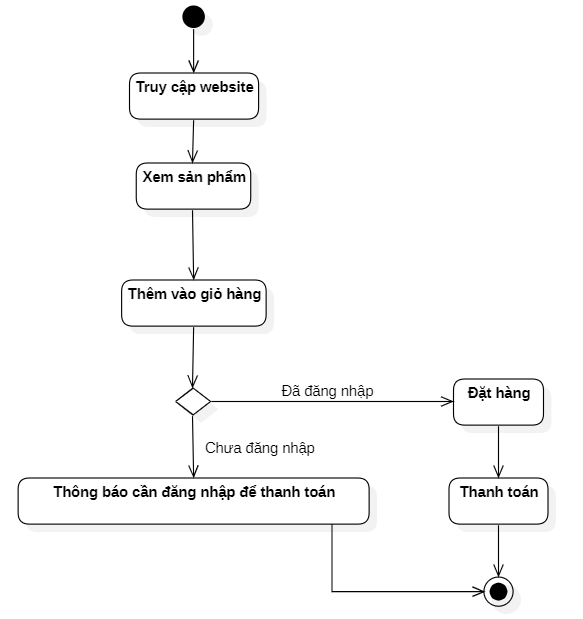 Truy cập website
Xem sản phẩm
Thêm vào giỏ hàng
Đã đăng nhập
Đặt hàng
Chưa đăng nhập
Thông báo cần đăng nhập để thanh toán
Thanh toán